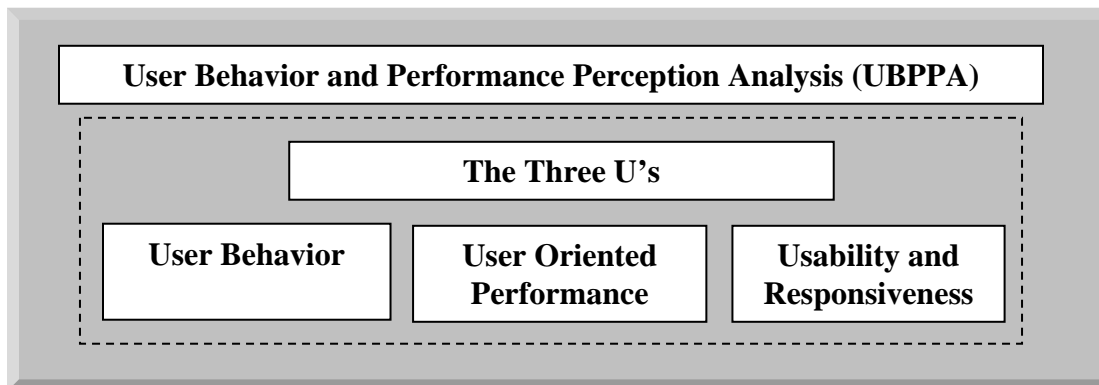 User Behavior and Performance Perception Analysis (UBPPA)
The Three U’s
User Behavior
User Oriented
Performance
Usability and
Responsiveness